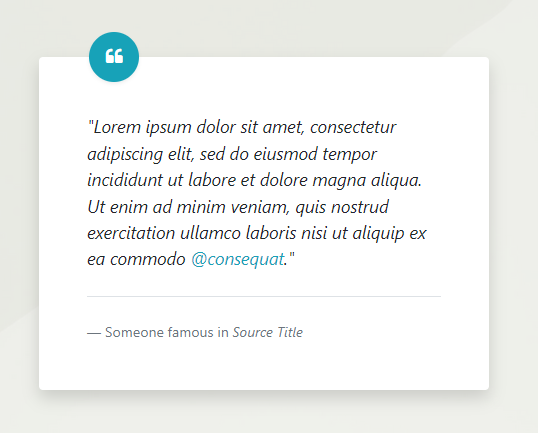 ❝
"Lorem ipsum dolor sit amet, consectetur
adipiscing elit, sed do eiusmod tempor
incididunt ut labore et dolore magna aliqua.
Ut enim ad minim veniam, quis nostrud
exercitation ullamco laboris nisi ut aliquip ex
ea commodo @consequat."
— Someone famous in Source Title